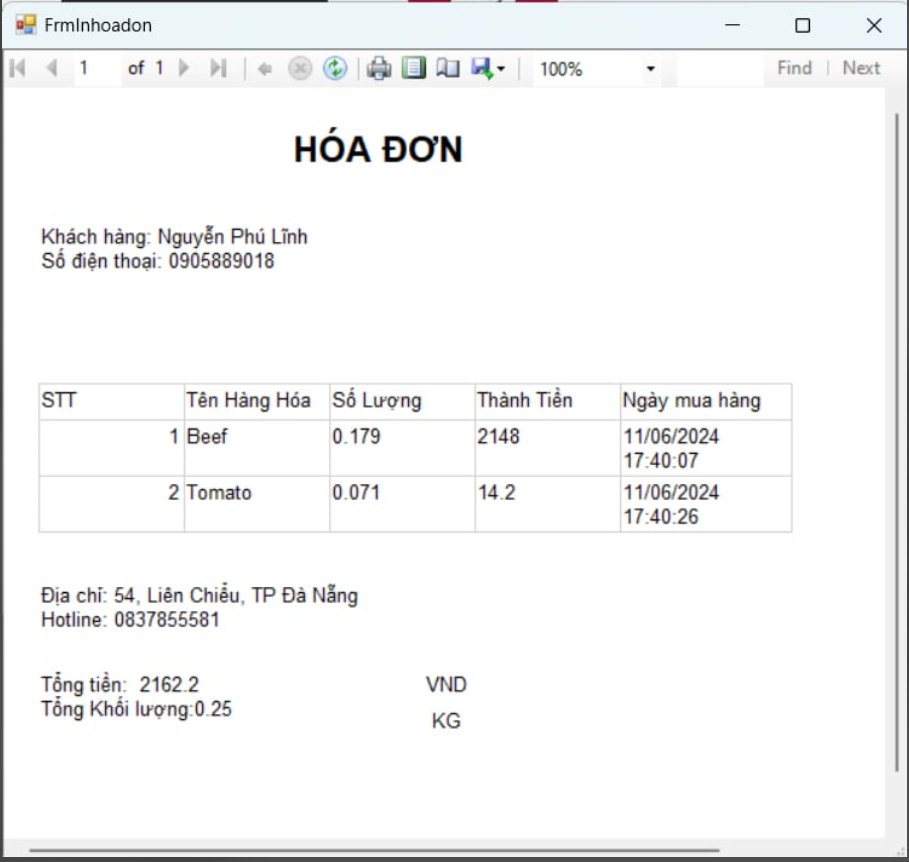 FrmInhoadon
1 of 1 100% Find | Next
HÓA ĐƠN
Khách hàng: Nguyễn Phú Lĩnh
Số điện thoại: 0905889018
STT Tên Hàng Hóa Số Lượng Thành Tiền Ngày mua hàng
1 Beef 0.179 2148 11/06/2024
17:40:07
2 Tomato 0.071 14.2 11/06/2024
17:40:26
Địa chỉ: 54, Liên Chiểu, TP Đà Nẵng
Hotline: 0837855581
Tổng tiền: 2162.2 VND
Tổng Khối lượng:0.25
KG